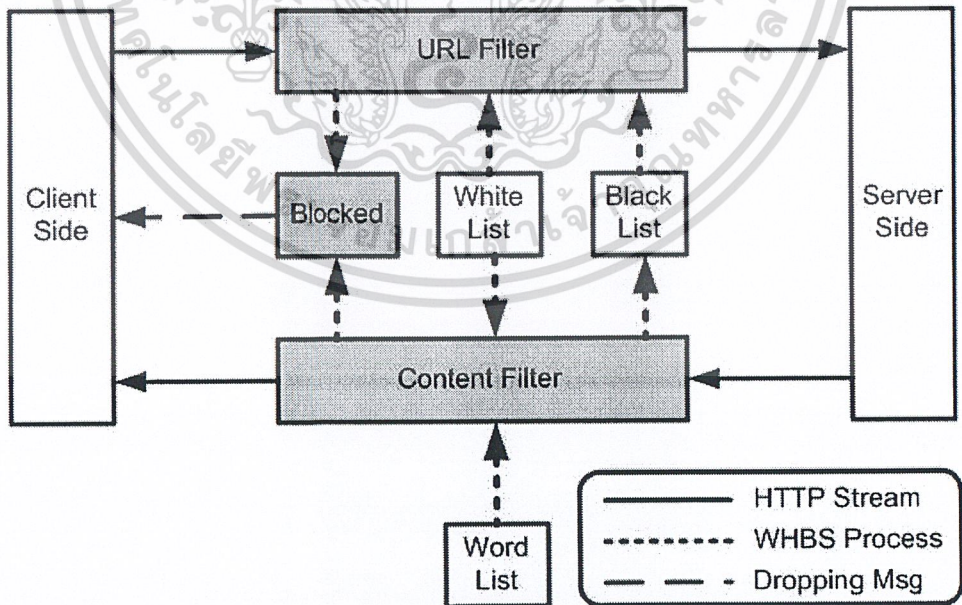 URL Filter
Client
Side
Blocked
White
List
Black
List
Server
Side
Content Filter
Word
List
HTTP Stream
WHBS Process
Dropping Msg